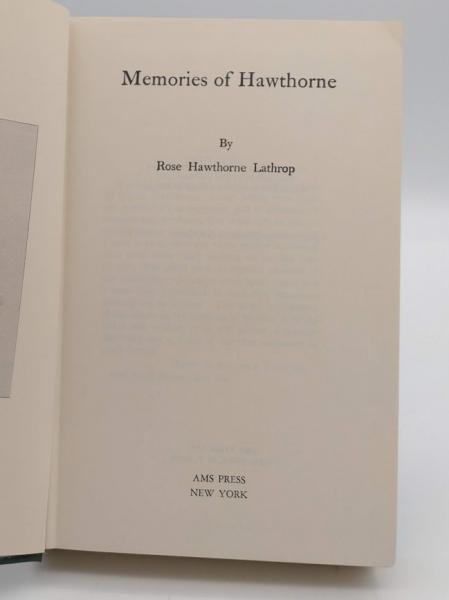 Memories of Hawthorne
By
Rose Hawthorne Lathrop
AMS PRESS
NEW YORK